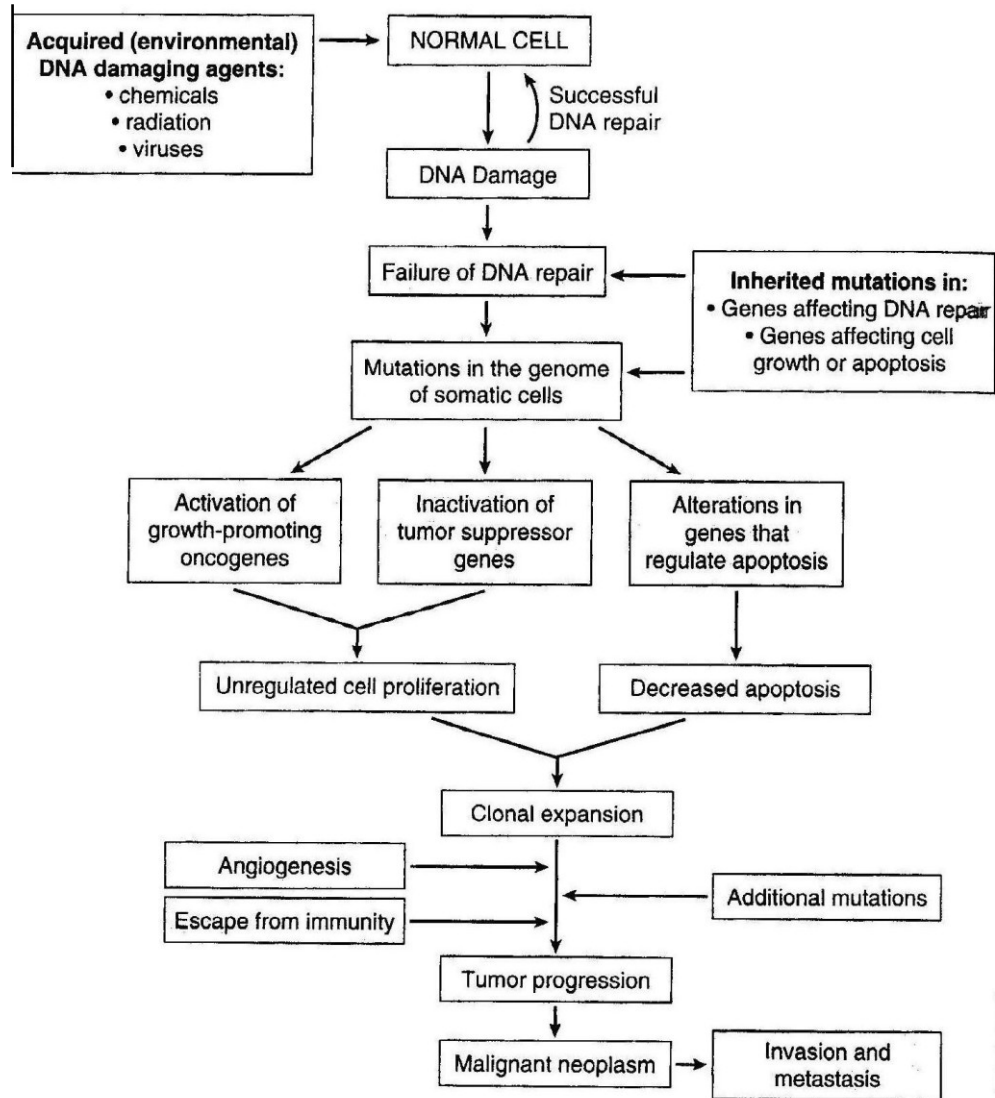 Acquired (environmental)
DNA damaging agents:
• chemicals
• radiation
• viruses
NORMAL CELL
Successful
DNA repair
DNA Damage
Failure of DNA repair
Inherited mutations in:
• Genes affecting DNA repair
• Genes affecting cell
growth or apoptosis
Mutations in the genome
of somatic cells
Activation of
growth-promoting
oncogenes
Inactivation of
tumor suppressor
genes
Alterations in
genes that
regulate apoptosis
Unregulated cell proliferation
Decreased apoptosis
Clonal expansion
Angiogenesis
Additional mutations
Escape from immunity
Tumor progression
Malignant neoplasm
Invasion and
metastasis